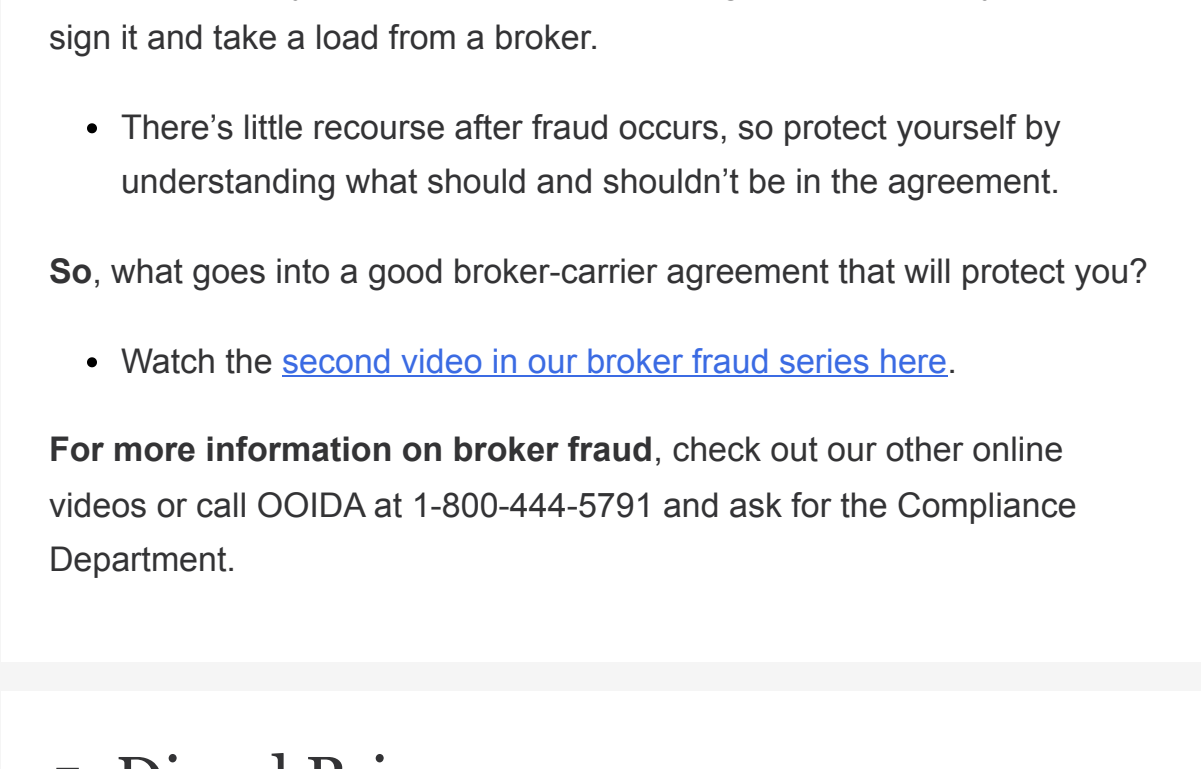 sign it and take a load from a broker.
• There’s little recourse after fraud occurs, so protect yourself by
understanding what should and shouldn’t be in the agreement.
So, what goes into a good broker-carrier agreement that will protect you?
• Watch the second video in our broker fraud series here.
For more information on broker fraud, check out our other online
videos or call OOIDA at 1-800-444-5791 and ask for the Compliance
Department.